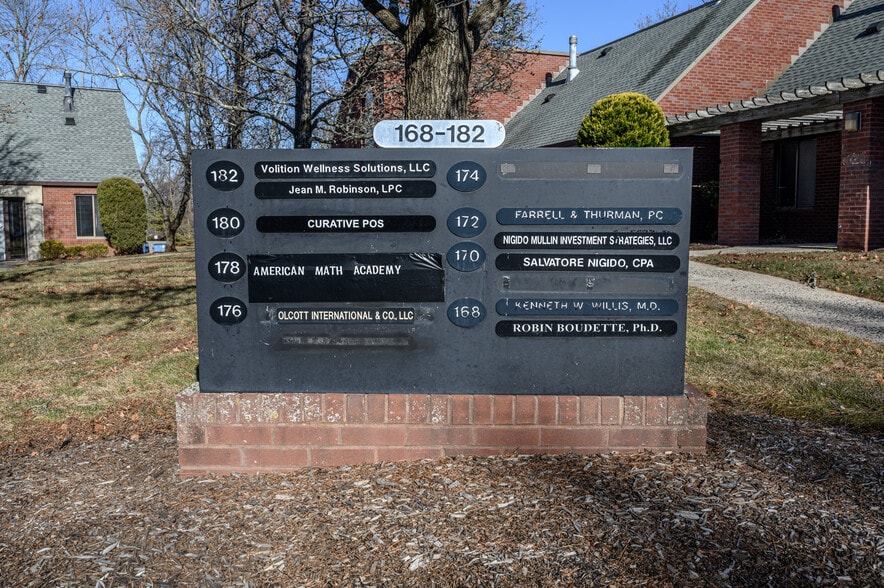 168-182
182
Volition Wellness Solutions, LLC
Jean M. Robinson, LPC
180
CURATIVE POS
178
AMERICAN MATH ACADEMY
176
OLCOTT INTERNATIONAL & CO., LLC
174
172
FARRELL & THURMAN, PC
NIGIDO MULLIN INVESTMENT STRATEGIES, LLC
170
SALVATORE NIGIDO, CPA
168
KENNETH W. WILLIS, M.D.
ROBIN BOUDETTE, Ph.D.